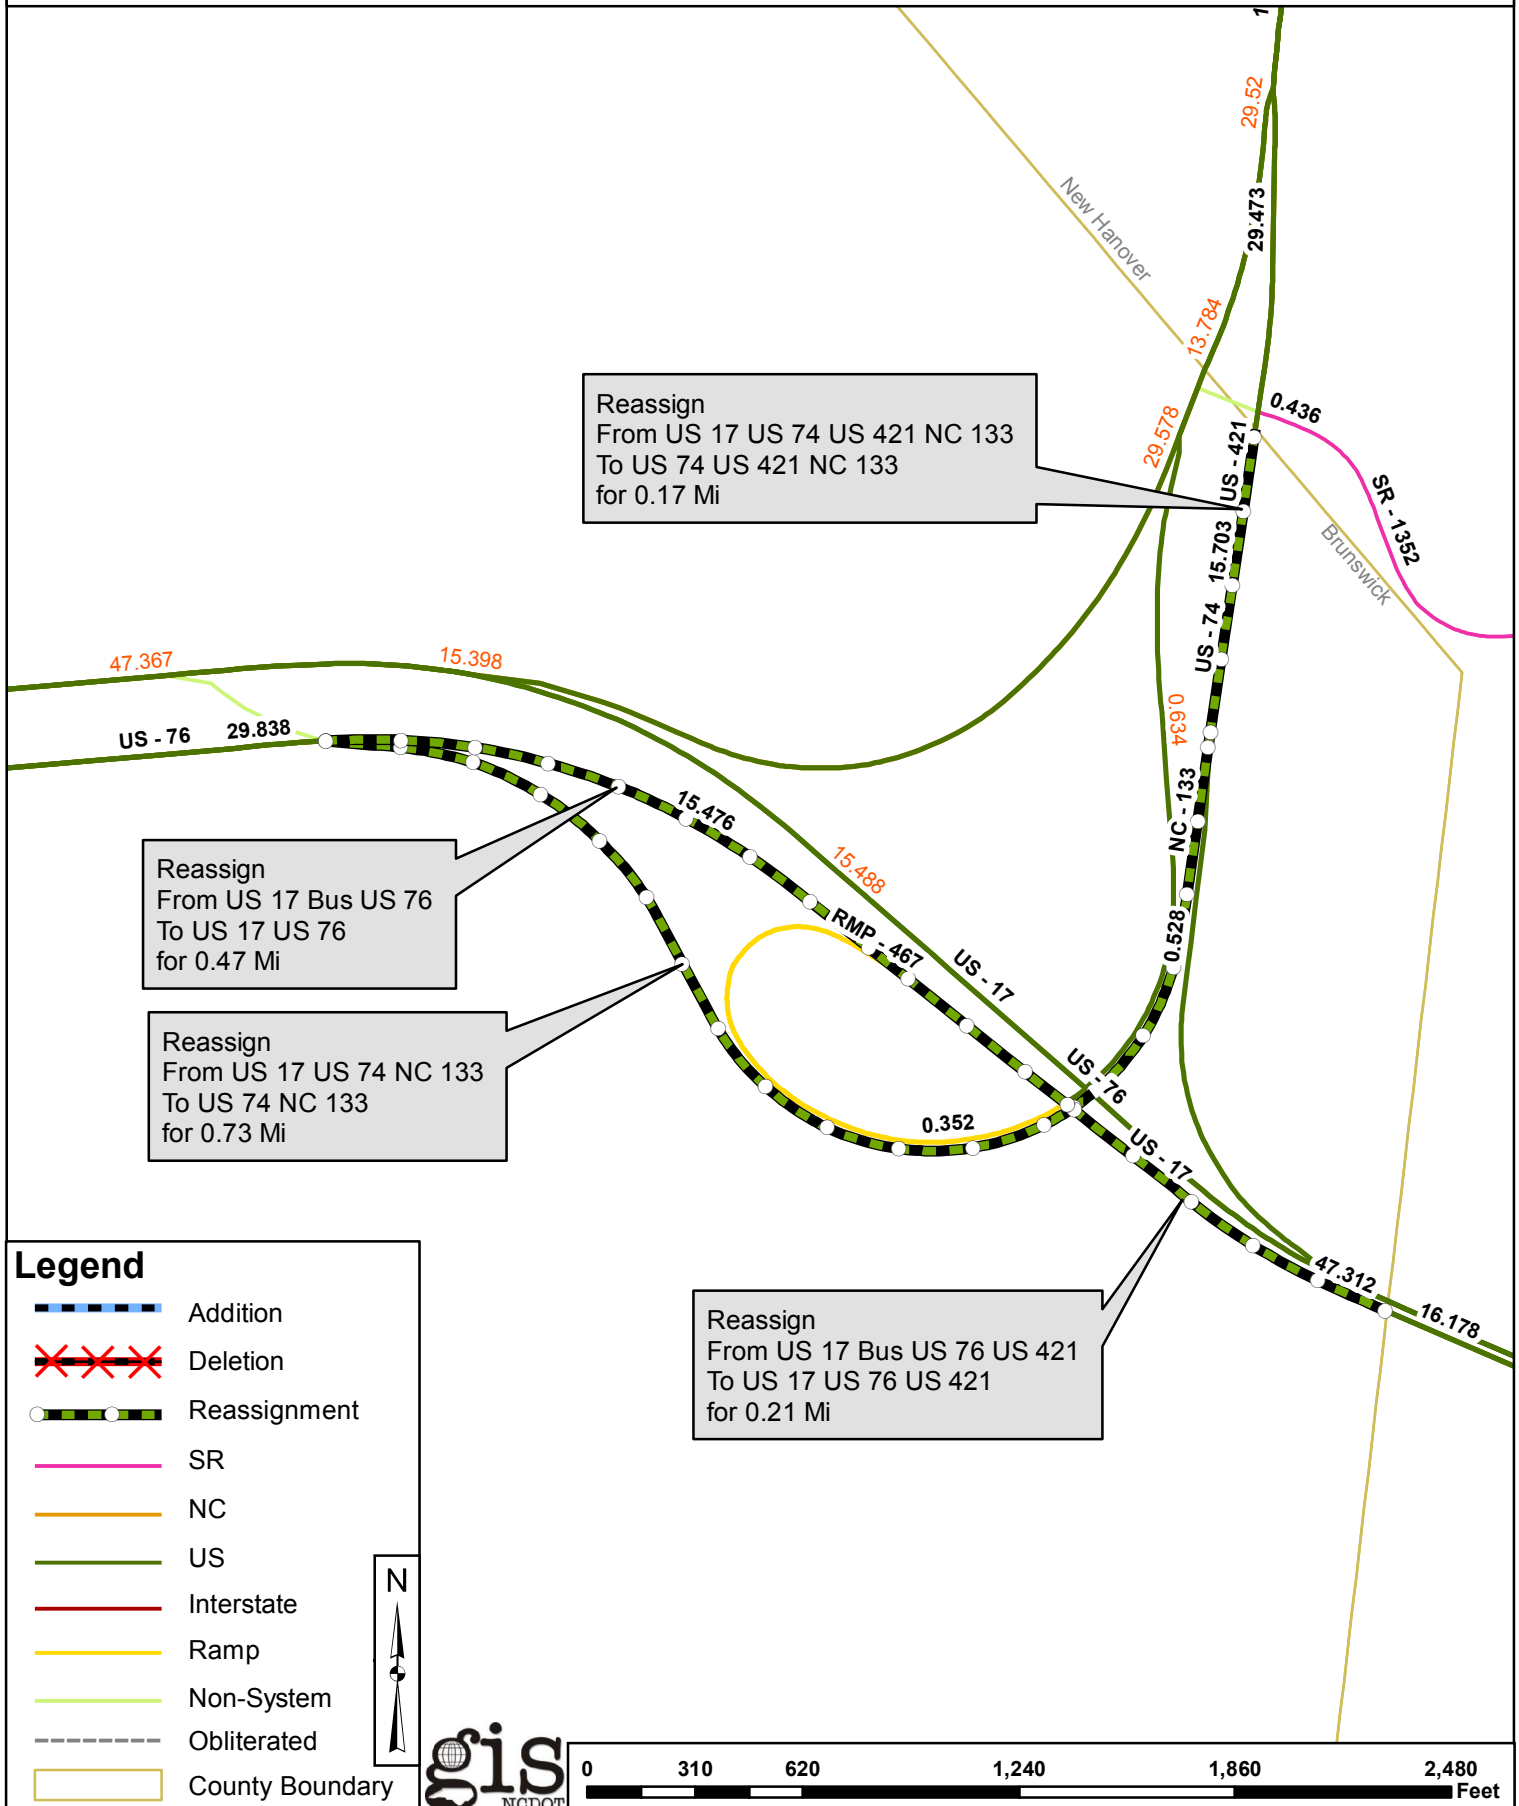 1
29.52
29.473
New Hanover
13.784
Reassign
From US 17 US 74 US 421 NC 133
To US 74 US 421 NC 133
for 0.17 Mi
29.578
0.436
US - 421
SR - 1352
15.703
Brunswick
US - 74
47.367
15.398
US - 76
29.838
0.634
15.476
NC - 133
Reassign
From US 17 Bus US 76
To US 17 US 76
for 0.47 Mi
15.488
RMP - 467
US - 17
0.528
Reassign
From US 17 US 74 NC 133
To US 74 NC 133
for 0.73 Mi
US - 76
0.352
US - 17
47.312
16.178
Reassign
From US 17 Bus US 76 US 421
To US 17 US 76 US 421
for 0.21 Mi
Legend
Addition
Deletion
Reassignment
SR
NC
US
Interstate
Ramp
Non-System
Obliterated
County Boundary
N
gis
NCDOT
0 310 620 1,240 1,860 2,480
Feet